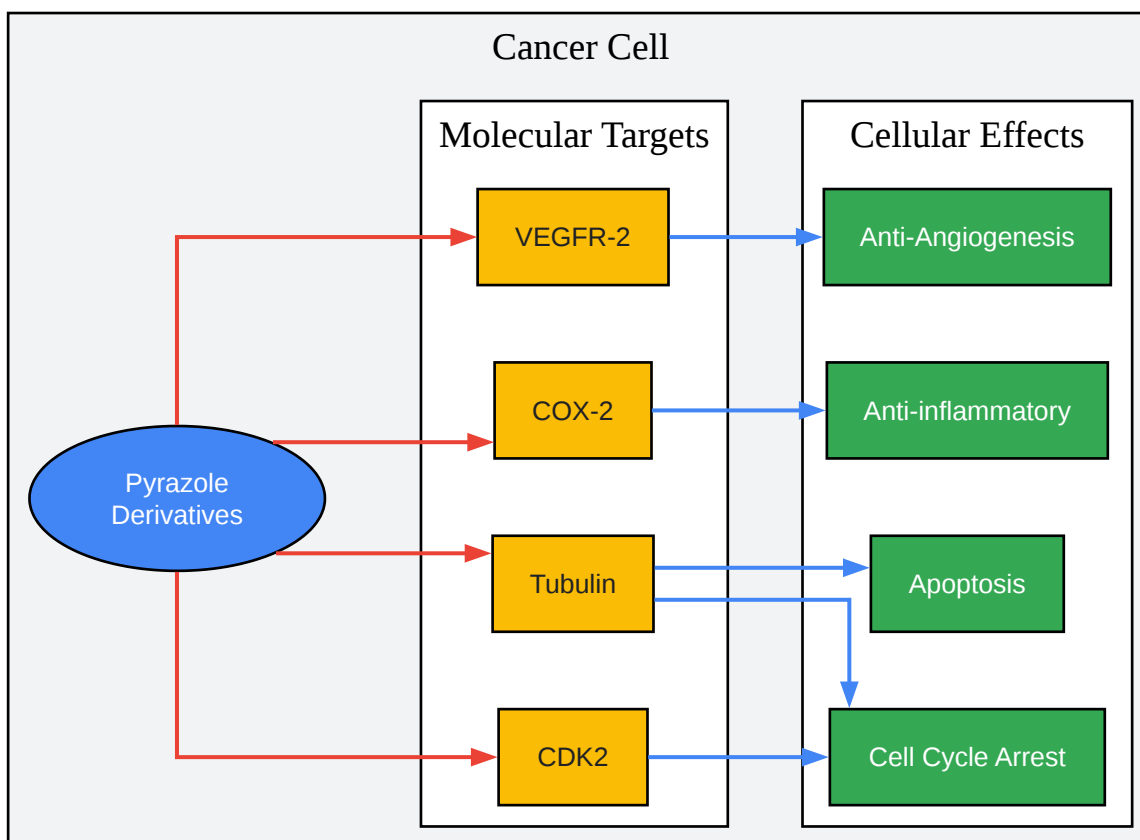 Cancer Cell
Molecular Targets
Cellular Effects
VEGFR-2
Anti-Angiogenesis
COX-2
Anti-inflammatory
Pyrazole
Derivatives
Tubulin
Apoptosis
CDK2
Cell Cycle Arrest